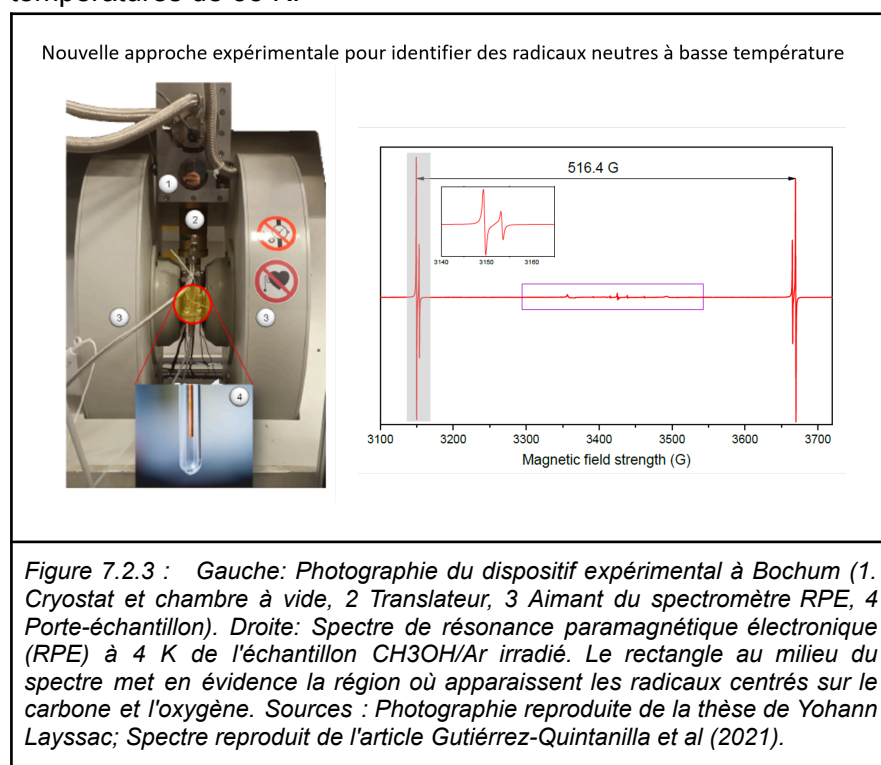 températures de 60 K.
Nouvelle approche expérimentale pour identifier des radicaux neutres à basse température
1
2
3
3
4
516.4 G
3140 3150 3160
3100 3200 3300 3400 3500 3600 3700
Magnetic field strength (G)
Figure 7.2.3 : Gauche: Photographie du dispositif expérimental à Bochum (1.
Cryostat et chambre à vide, 2 Translateur, 3 Aimant du spectromètre RPE, 4
Porte-échantillon). Droite: Spectre de résonance paramagnétique électronique
(RPE) à 4 K de l'échantillon CH3OH/Ar irradié. Le rectangle au milieu du
spectre met en évidence la région où apparaissent les radicaux centrés sur le
carbone et l'oxygène. Sources : Photographie reproduite de la thèse de Yohann
Layssac; Spectre reproduit de l'article Gutiérrez-Quintanilla et al (2021).